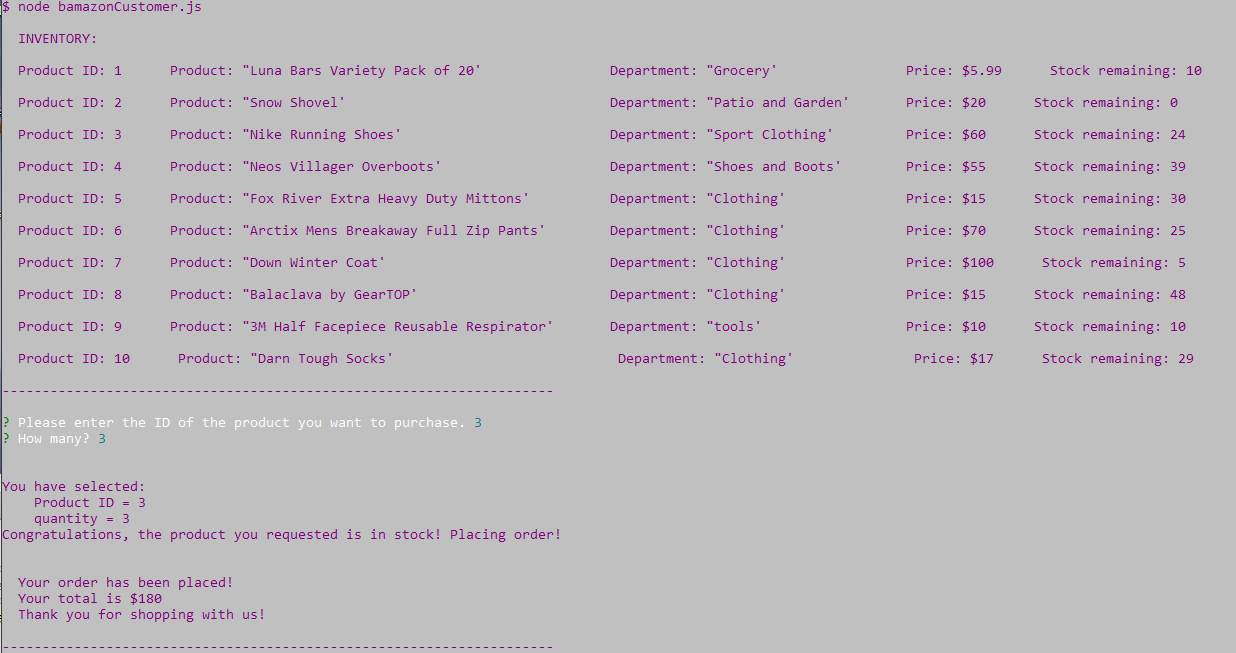 $ node bamazonCustomer.js
INVENTORY:
Product ID: 1      Product: "Luna Bars Variety Pack of 20'                Department: "Grocery'                Price: $5.99      Stock remaining: 10
Product ID: 2      Product: "Snow Shovel'                                 Department: "Patio and Garden'       Price: $20      Stock remaining: 0
Product ID: 3      Product: "Nike Running Shoes'                          Department: "Sport Clothing'         Price: $60      Stock remaining: 24
Product ID: 4      Product: "Neos Villager Overboots'                     Department: "Shoes and Boots'        Price: $55      Stock remaining: 39
Product ID: 5      Product: "Fox River Extra Heavy Duty Mittons'          Department: "Clothing'               Price: $15      Stock remaining: 30
Product ID: 6      Product: "Arctix Mens Breakaway Full Zip Pants'        Department: "Clothing'               Price: $70      Stock remaining: 25
Product ID: 7      Product: "Down Winter Coat'                            Department: "Clothing'               Price: $100      Stock remaining: 5
Product ID: 8      Product: "Balaclava by GearTOP'                        Department: "Clothing'               Price: $15      Stock remaining: 48
Product ID: 9      Product: "3M Half Facepiece Reusable Respirator'       Department: "tools'                  Price: $10      Stock remaining: 10
Product ID: 10      Product: "Darn Tough Socks'                            Department: "Clothing'               Price: $17      Stock remaining: 29
---------------------------------------------------------------------
? Please enter the ID of the product you want to purchase. 3
? How many? 3
You have selected:
Product ID = 3
quantity = 3
Congratulations, the product you requested is in stock! Placing order!
Your order has been placed!
Your total is $180
Thank you for shopping with us!
---------------------------------------------------------------------